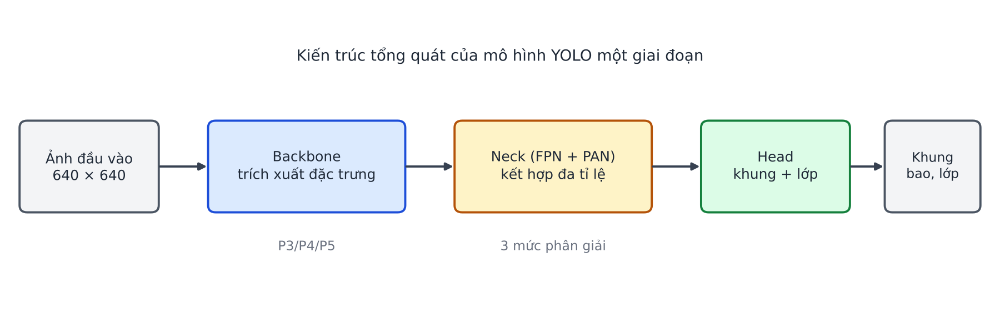 Kiến trúc tổng quát của mô hình YOLO một giai đoạn
Ảnh đầu vào
640 × 640
Backbone
trích xuất đặc trưng
Neck (FPN + PAN)
kết hợp đa tỉ lệ
Head
khung + lớp
Khung
bao, lớp
P3/P4/P5
3 mức phân giải